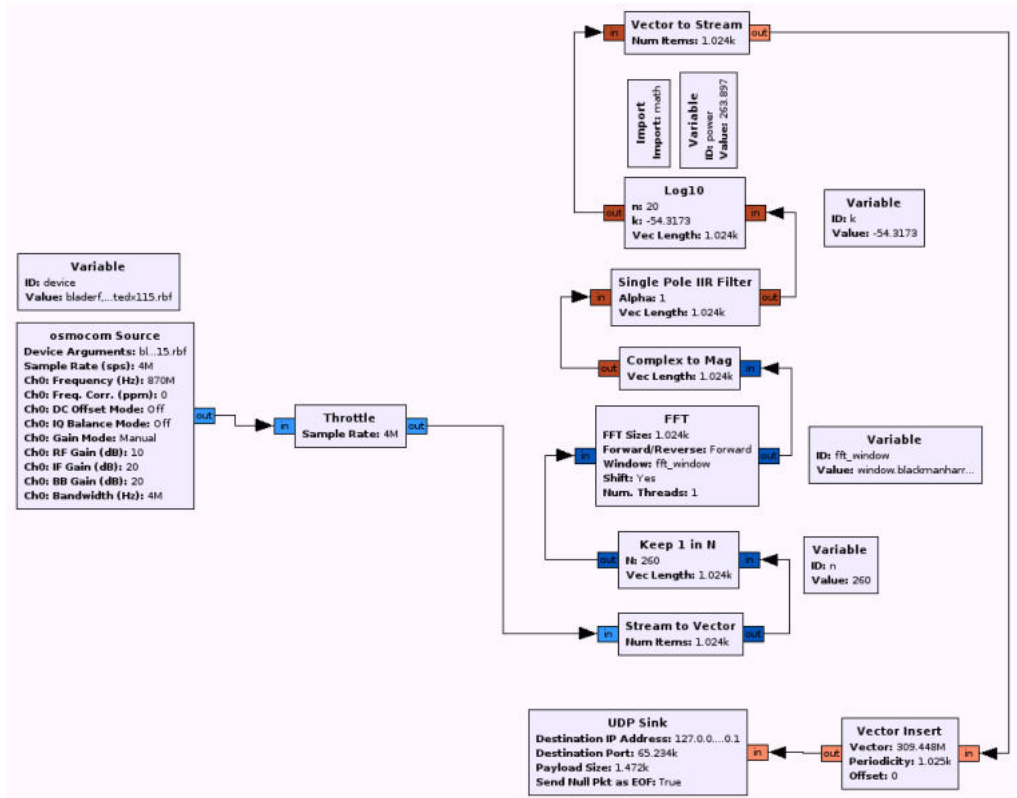 Vector to Stream
in
Num Items: 1.024k
out
Import
Import: math
Variable
ID: power
Value: 263.897
Log10
out
n: 20
k: -54.3173
Vec Length: 1.024k
in
Variable
ID: k
Value: -54.3173
Variable
ID: device
Value: bladerf,...tedx115.rbf
Single Pole IIR Filter
in
Alpha: 1
Vec Length: 1.024k
out
osmocom Source
Device Arguments: bl...15.rbf
Sample Rate (sps): 4M
Ch0: Frequency (Hz): 870M
Ch0: Freq. Corr. (ppm): 0
Ch0: DC Offset Mode: Off
Ch0: IQ Balance Mode: Off
Ch0: Gain Mode: Manual
Ch0: RF Gain (dB): 10
Ch0: IF Gain (dB): 20
Ch0: BB Gain (dB): 20
Ch0: Bandwidth (Hz): 4M
out
Throttle
in
Sample Rate: 4M
out
Complex to Mag
out
Vec Length: 1.024k
in
FFT
in
FFT Size: 1.024k
Forward/Reverse: Forward
Window: fft_window
Shift: Yes
Num. Threads: 1
out
Variable
ID: fft_window
Value: window.blackmanharr...
Keep 1 in N
out
N: 260
Vec Length: 1.024k
in
Variable
ID: n
Value: 260
Stream to Vector
in
Num Items: 1.024k
out
UDP Sink
Destination IP Address: 127.0.0....0.1
Destination Port: 65.234k
Payload Size: 1.472k
Send Null Pkt as EOF: True
in
Vector Insert
out
Vector: 309.448M
Periodicity: 1.025k
Offset: 0
in